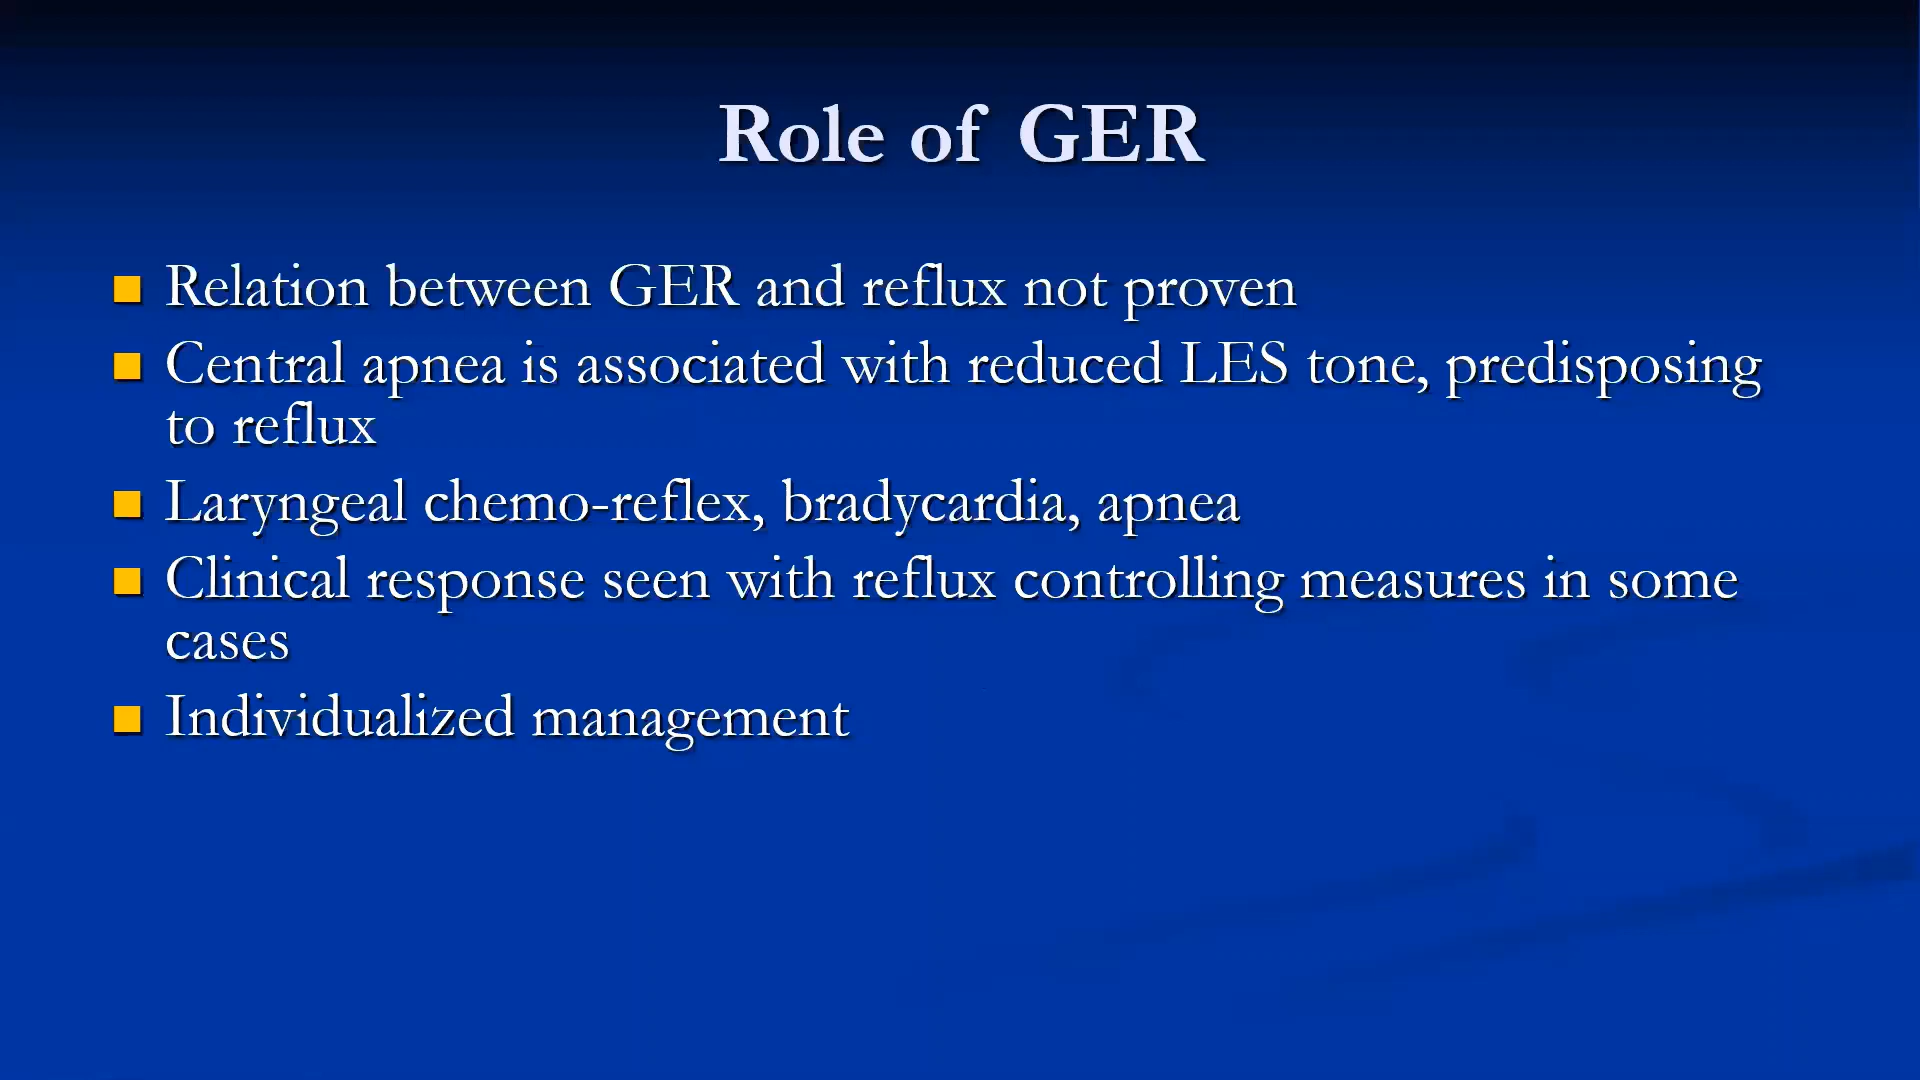 Role of GER
Relation between GER and reflux not proven
Central apnea is associated with reduced LES tone, predisposing
to reflux
Laryngeal chemo-reflex, bradycardia, apnea
Clinical response seen with reflux controlling measures in some
cases
Individualized management